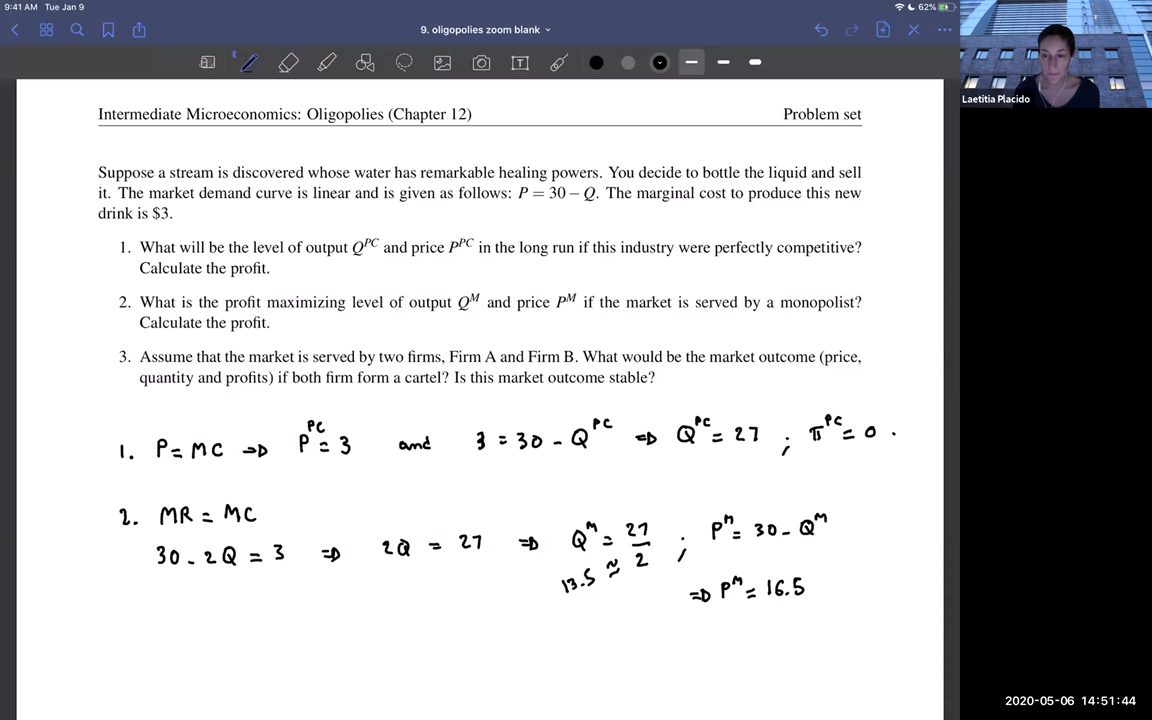 9:41 AM Tue Jan 9
62%
9. oligopolies zoom blank
Laetitia Placido
Intermediate Microeconomics: Oligopolies (Chapter 12) Problem set
Suppose a stream is discovered whose water has remarkable healing powers. You decide to bottle the liquid and sell
it. The market demand curve is linear and is given as follows: P = 30 − Q. The marginal cost to produce this new
drink is $3.
1. What will be the level of output Q^PC and price P^PC in the long run if this industry were perfectly competitive?
Calculate the profit.
2. What is the profit maximizing level of output Q^M and price P^M if the market is served by a monopolist?
Calculate the profit.
3. Assume that the market is served by two firms, Firm A and Firm B. What would be the market outcome (price,
quantity and profits) if both firm form a cartel? Is this market outcome stable?
1. P = MC ⇒ P^PC = 3 and 3 = 30 - Q^PC ⇒ Q^PC = 27 ; π^PC = 0.
2. MR = MC
30 - 2Q = 3 ⇒ 2Q = 27 ⇒ Q^M = 27/2 ≈ 13.5 ; P^M = 30 - Q^M
⇒ P^M = 16.5
2020-05-06 14:51:44